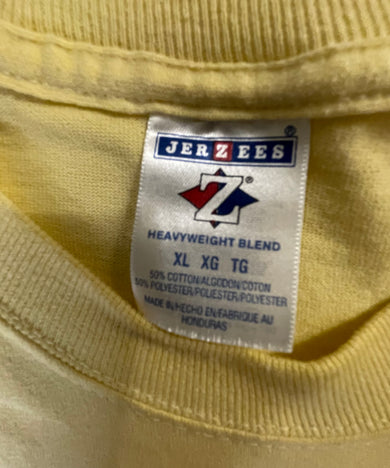 ®
JERZEES
Z®
HEAVYWEIGHT BLEND
XL XG TG
50% COTTON/ALGODON/COTON
50% POLYESTER/POLIESTER/POLYESTER
MADE IN/HECHO EN/FABRIQUE AU
HONDURAS